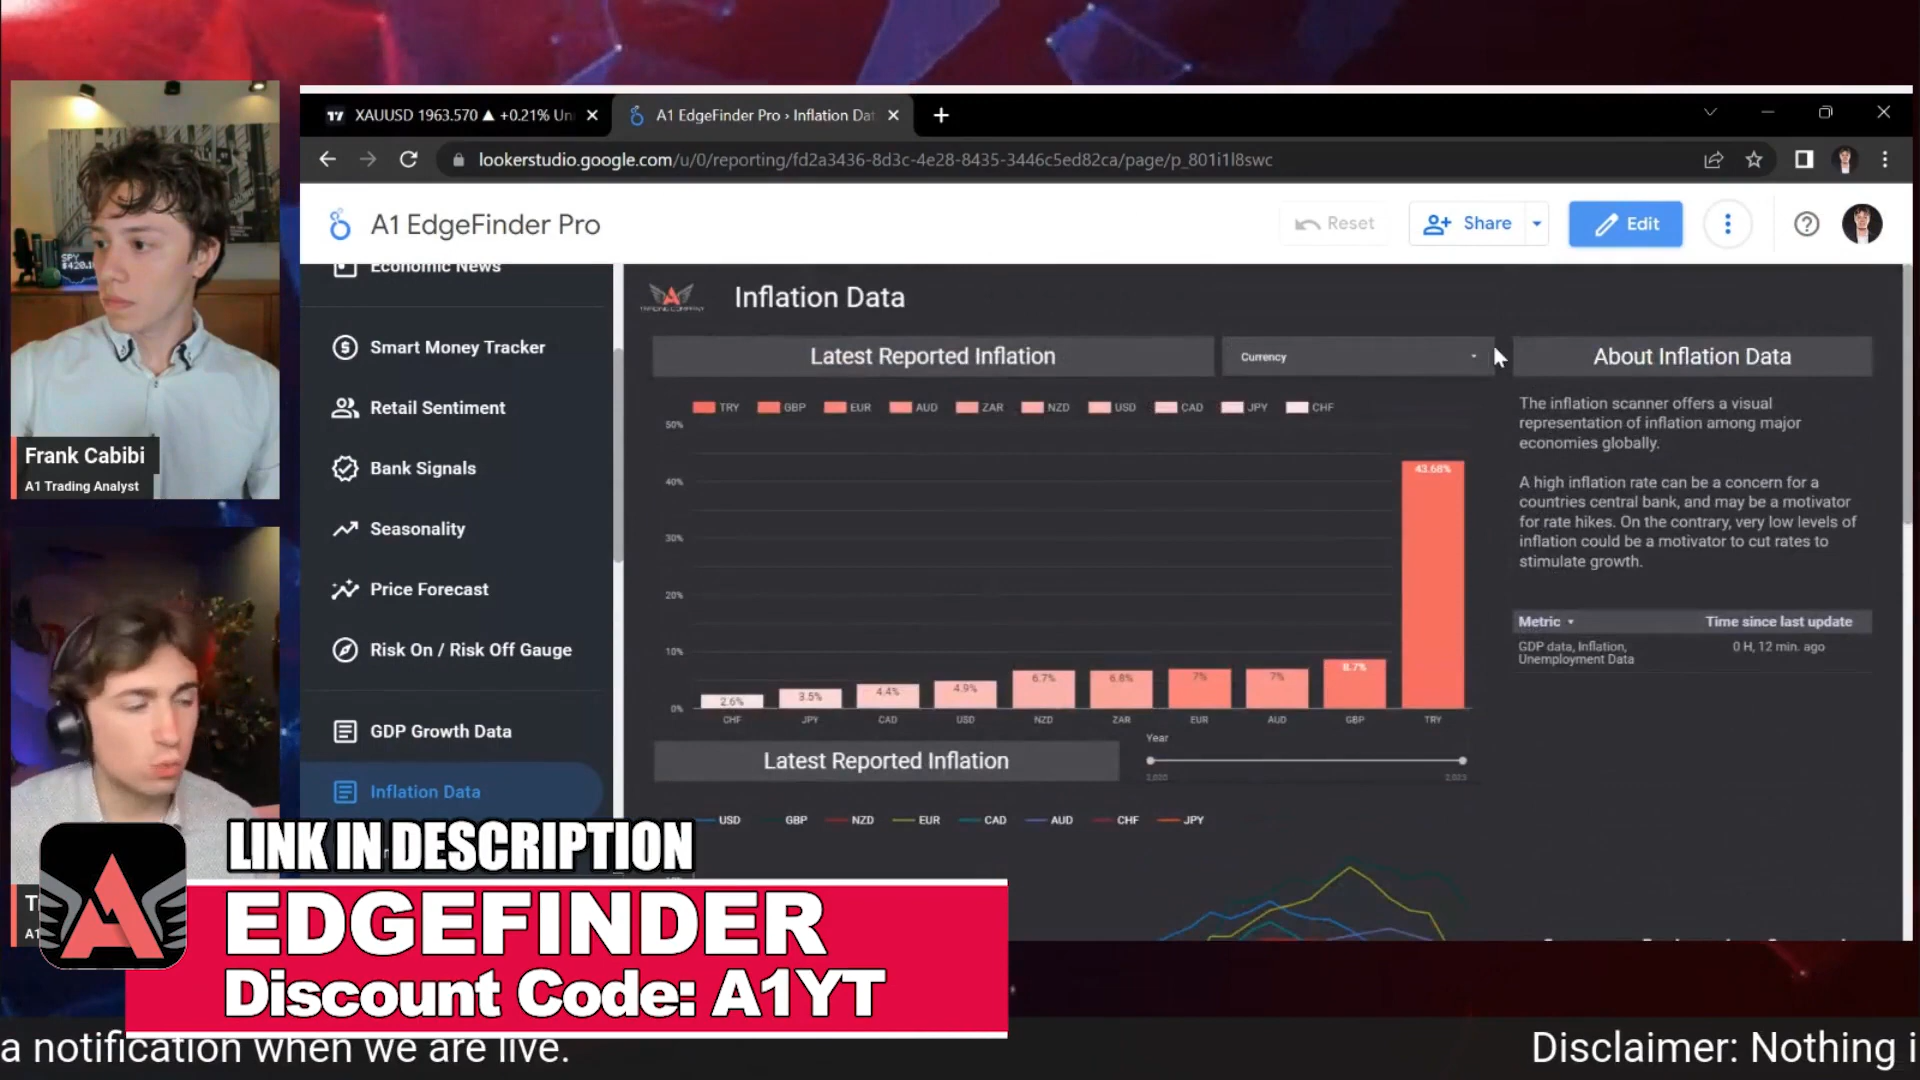 XAUUSD 1963.570 ▲ +0.21% Un
A1 EdgeFinder Pro › Inflation Dat
lookerstudio.google.com/u/0/reporting/fd2a3436-8d3c-4e28-8435-3446c5ed82ca/page/p_801i1l8swc
A1 EdgeFinder Pro
Reset
Share
Edit
Economic News
Smart Money Tracker
Retail Sentiment
Bank Signals
Seasonality
Price Forecast
Risk On / Risk Off Gauge
GDP Growth Data
Inflation Data
TRADING COMPANY
Inflation Data
Latest Reported Inflation
Currency
TRY GBP EUR AUD ZAR NZD USD CAD JPY CHF
50%
40%
30%
20%
10%
0%
2.6% 3.5% 4.4% 4.9% 6.7% 6.8% 7% 7% 8.7% 43.68%
CHF JPY CAD USD NZD ZAR EUR AUD GBP TRY
Latest Reported Inflation
Year
2,020 2,023
USD GBP NZD EUR CAD AUD CHF JPY
About Inflation Data
The inflation scanner offers a visual
representation of inflation among major
economies globally.
A high inflation rate can be a concern for a
countries central bank, and may be a motivator
for rate hikes. On the contrary, very low levels of
inflation could be a motivator to cut rates to
stimulate growth.
Metric Time since last update
GDP data, Inflation,
Unemployment Data
0 H, 12 min. ago
SPY
Frank Cabibi
A1 Trading Analyst
T
A1
LINK IN DESCRIPTION
EDGEFINDER
Discount Code: A1YT
a notification when we are live.
Disclaimer: Nothing i